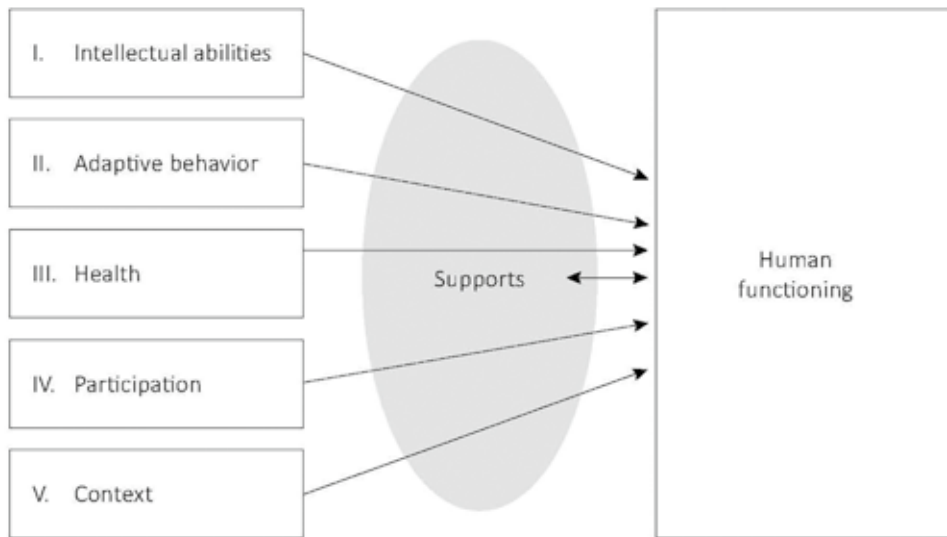 I. Intellectual abilities
II. Adaptive behavior
III. Health
Supports
Human
functioning
IV. Participation
V. Context